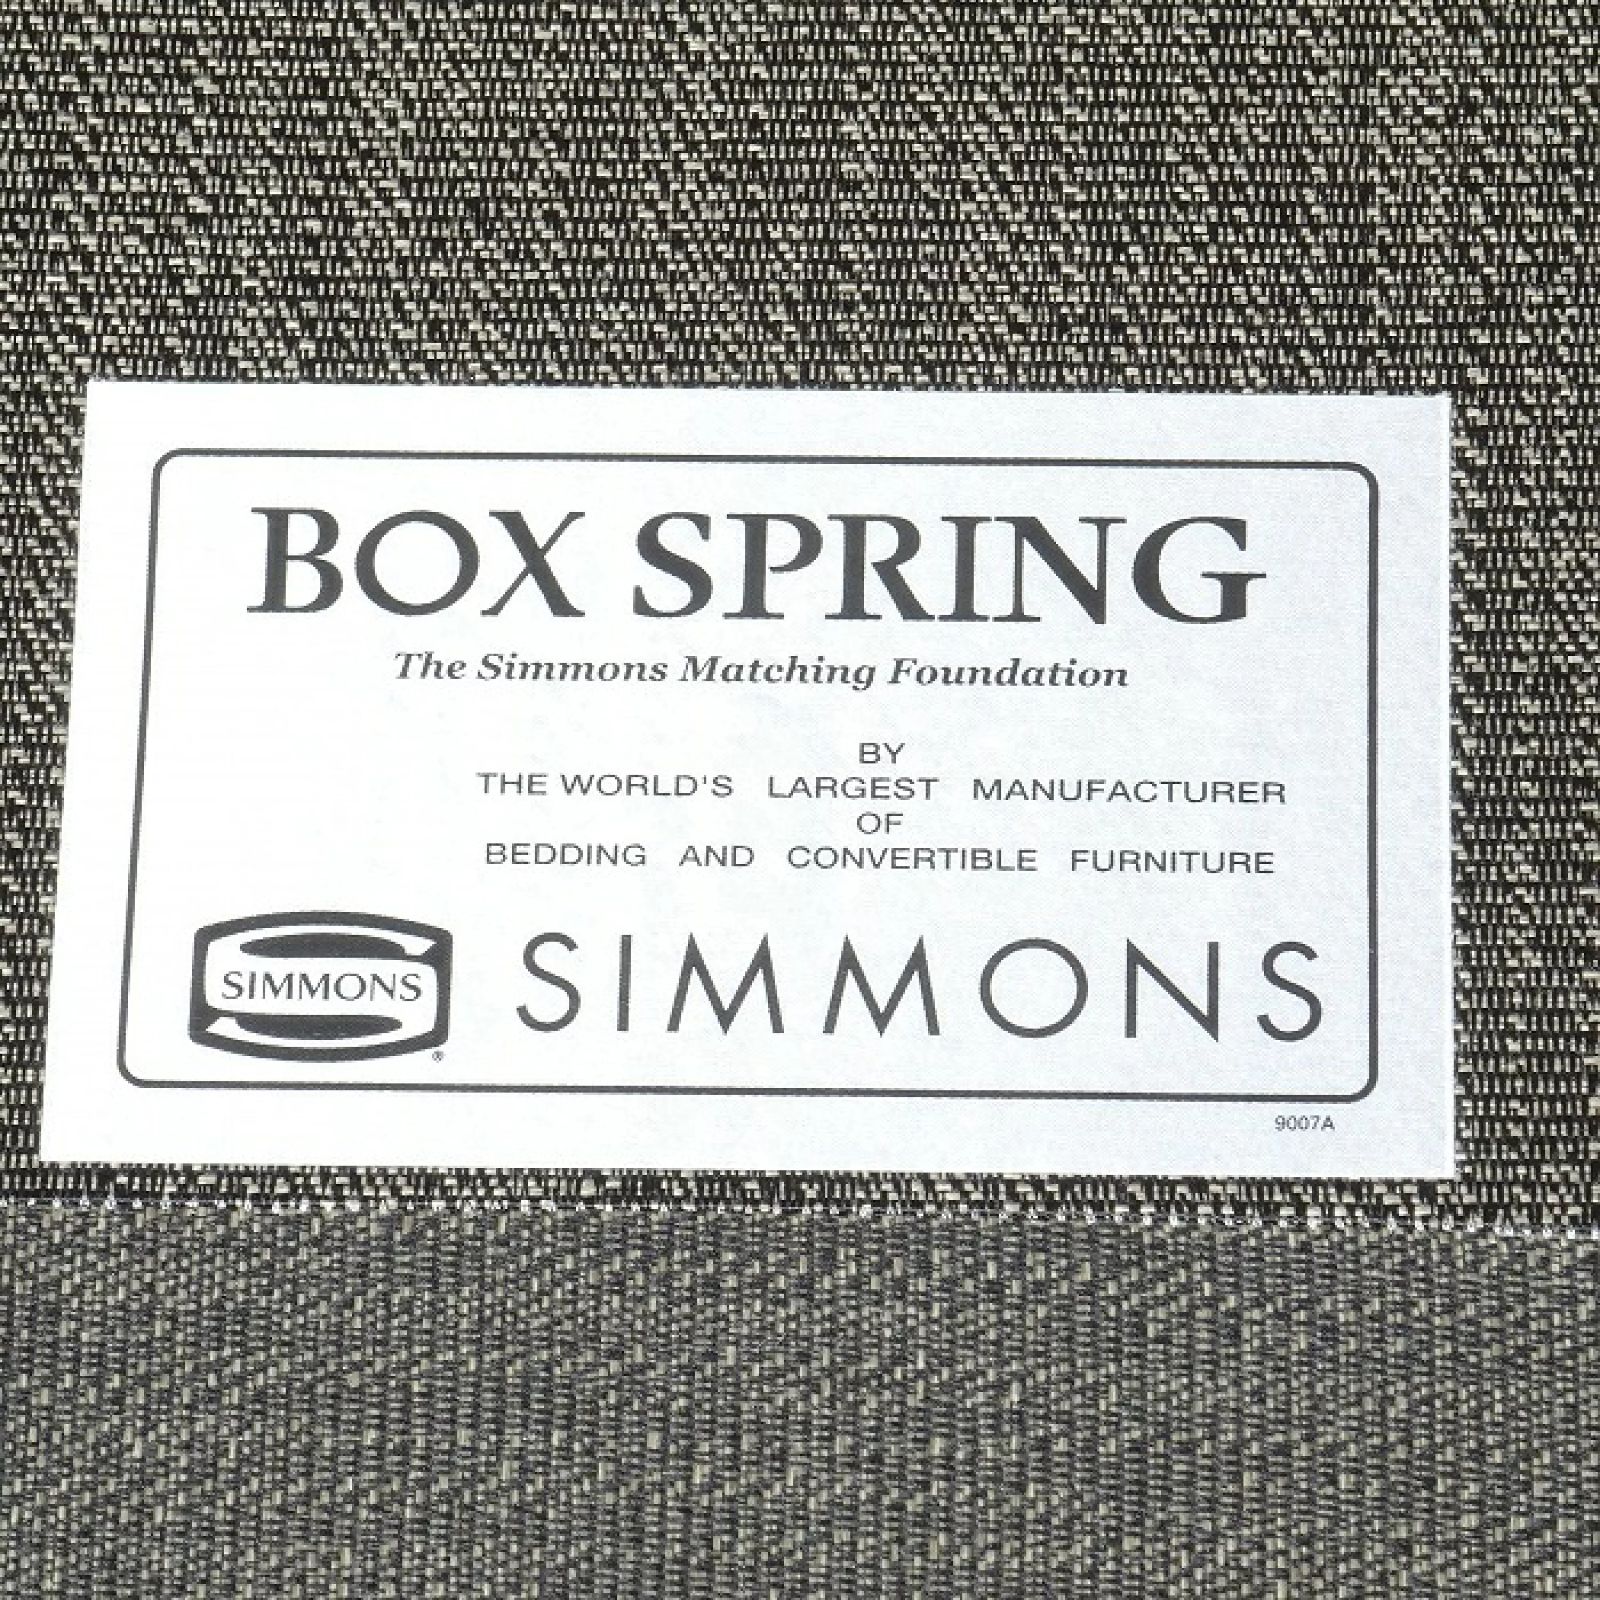 BOX SPRING
The Simmons Matching Foundation
BY
THE WORLD'S LARGEST MANUFACTURER
OF
BEDDING AND CONVERTIBLE FURNITURE
SIMMONS ®
SIMMONS
9007A